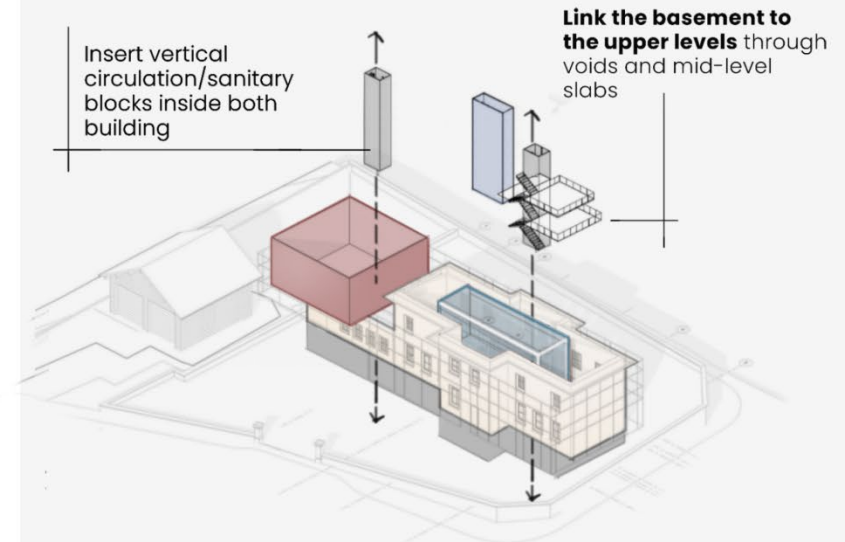 Insert vertical
circulation/sanitary
blocks inside both
building
Link the basement to
the upper levels through
voids and mid-level
slabs